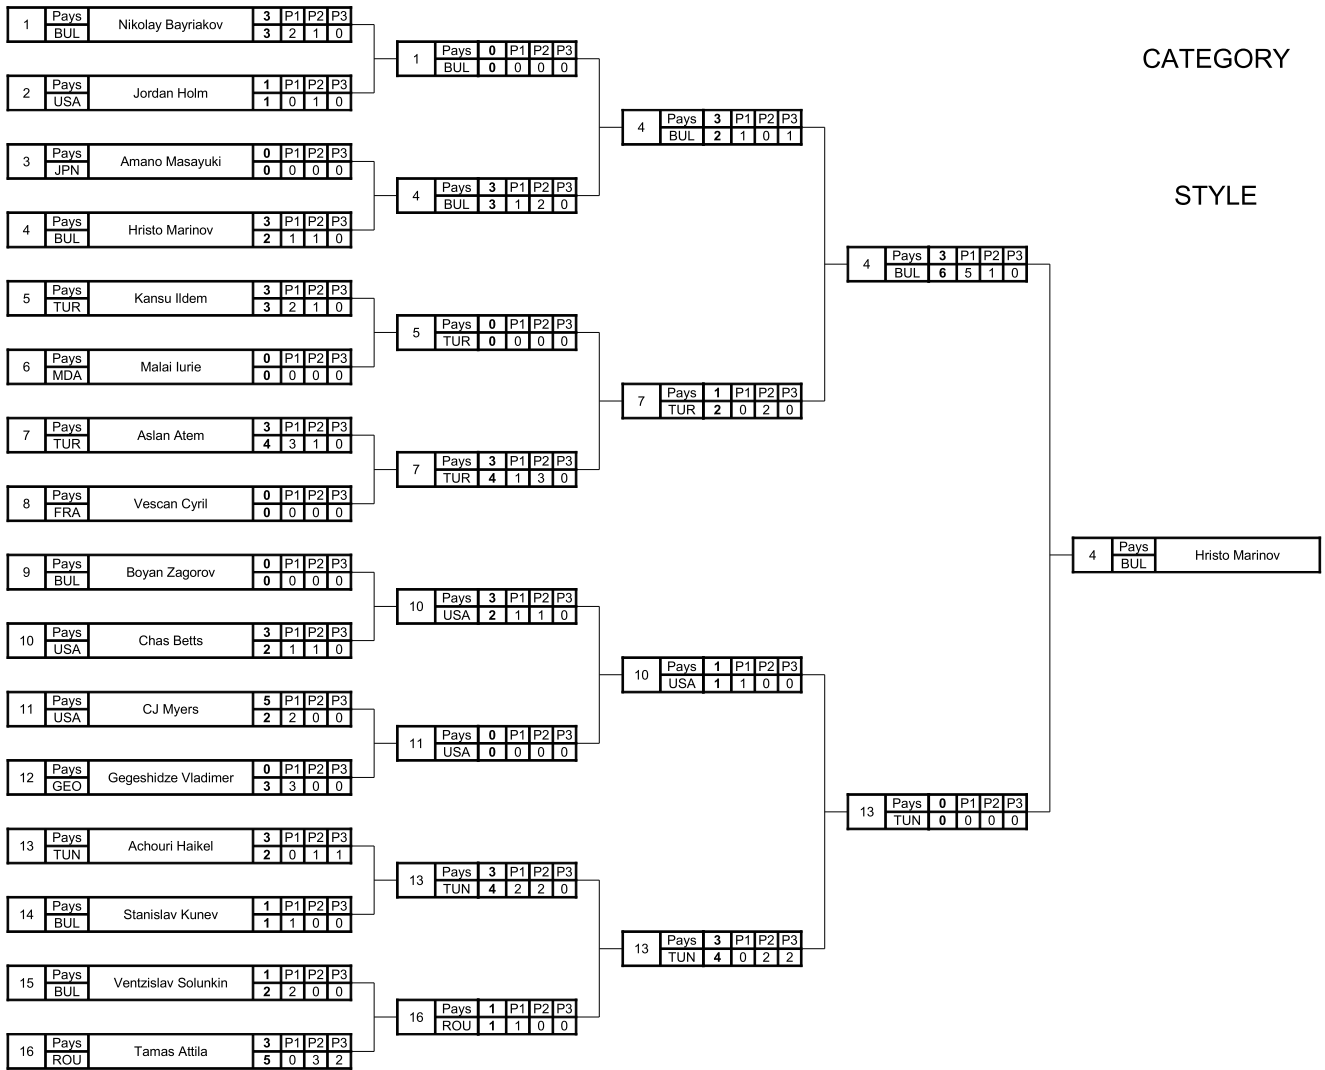 CATEGORY
STYLE
1 Pays Nikolay Bayriakov 3 P1 P2 P3
BUL 3 2 1 0
2 Pays Jordan Holm 1 P1 P2 P3
USA 1 0 1 0
3 Pays Amano Masayuki 0 P1 P2 P3
JPN 0 0 0 0
4 Pays Hristo Marinov 3 P1 P2 P3
BUL 2 1 1 0
5 Pays Kansu Ildem 3 P1 P2 P3
TUR 3 2 1 0
6 Pays Malai Iurie 0 P1 P2 P3
MDA 0 0 0 0
7 Pays Aslan Atem 3 P1 P2 P3
TUR 4 3 1 0
8 Pays Vescan Cyril 0 P1 P2 P3
FRA 0 0 0 0
9 Pays Boyan Zagorov 0 P1 P2 P3
BUL 0 0 0 0
10 Pays Chas Betts 3 P1 P2 P3
USA 2 1 1 0
11 Pays CJ Myers 5 P1 P2 P3
USA 2 2 0 0
12 Pays Gegeshidze Vladimer 0 P1 P2 P3
GEO 3 3 0 0
13 Pays Achouri Haikel 3 P1 P2 P3
TUN 2 0 1 1
14 Pays Stanislav Kunev 1 P1 P2 P3
BUL 1 1 0 0
15 Pays Ventzislav Solunkin 1 P1 P2 P3
BUL 2 2 0 0
16 Pays Tamas Attila 3 P1 P2 P3
ROU 5 0 3 2
1 Pays 0 P1 P2 P3
BUL 0 0 0 0
4 Pays 3 P1 P2 P3
BUL 3 1 2 0
5 Pays 0 P1 P2 P3
TUR 0 0 0 0
7 Pays 3 P1 P2 P3
TUR 4 1 3 0
10 Pays 3 P1 P2 P3
USA 2 1 1 0
11 Pays 0 P1 P2 P3
USA 0 0 0 0
13 Pays 3 P1 P2 P3
TUN 4 2 2 0
16 Pays 1 P1 P2 P3
ROU 1 1 0 0
4 Pays 3 P1 P2 P3
BUL 2 1 0 1
7 Pays 1 P1 P2 P3
TUR 2 0 2 0
10 Pays 1 P1 P2 P3
USA 1 1 0 0
13 Pays 3 P1 P2 P3
TUN 4 0 2 2
4 Pays 3 P1 P2 P3
BUL 6 5 1 0
13 Pays 0 P1 P2 P3
TUN 0 0 0 0
4 Pays Hristo Marinov
BUL